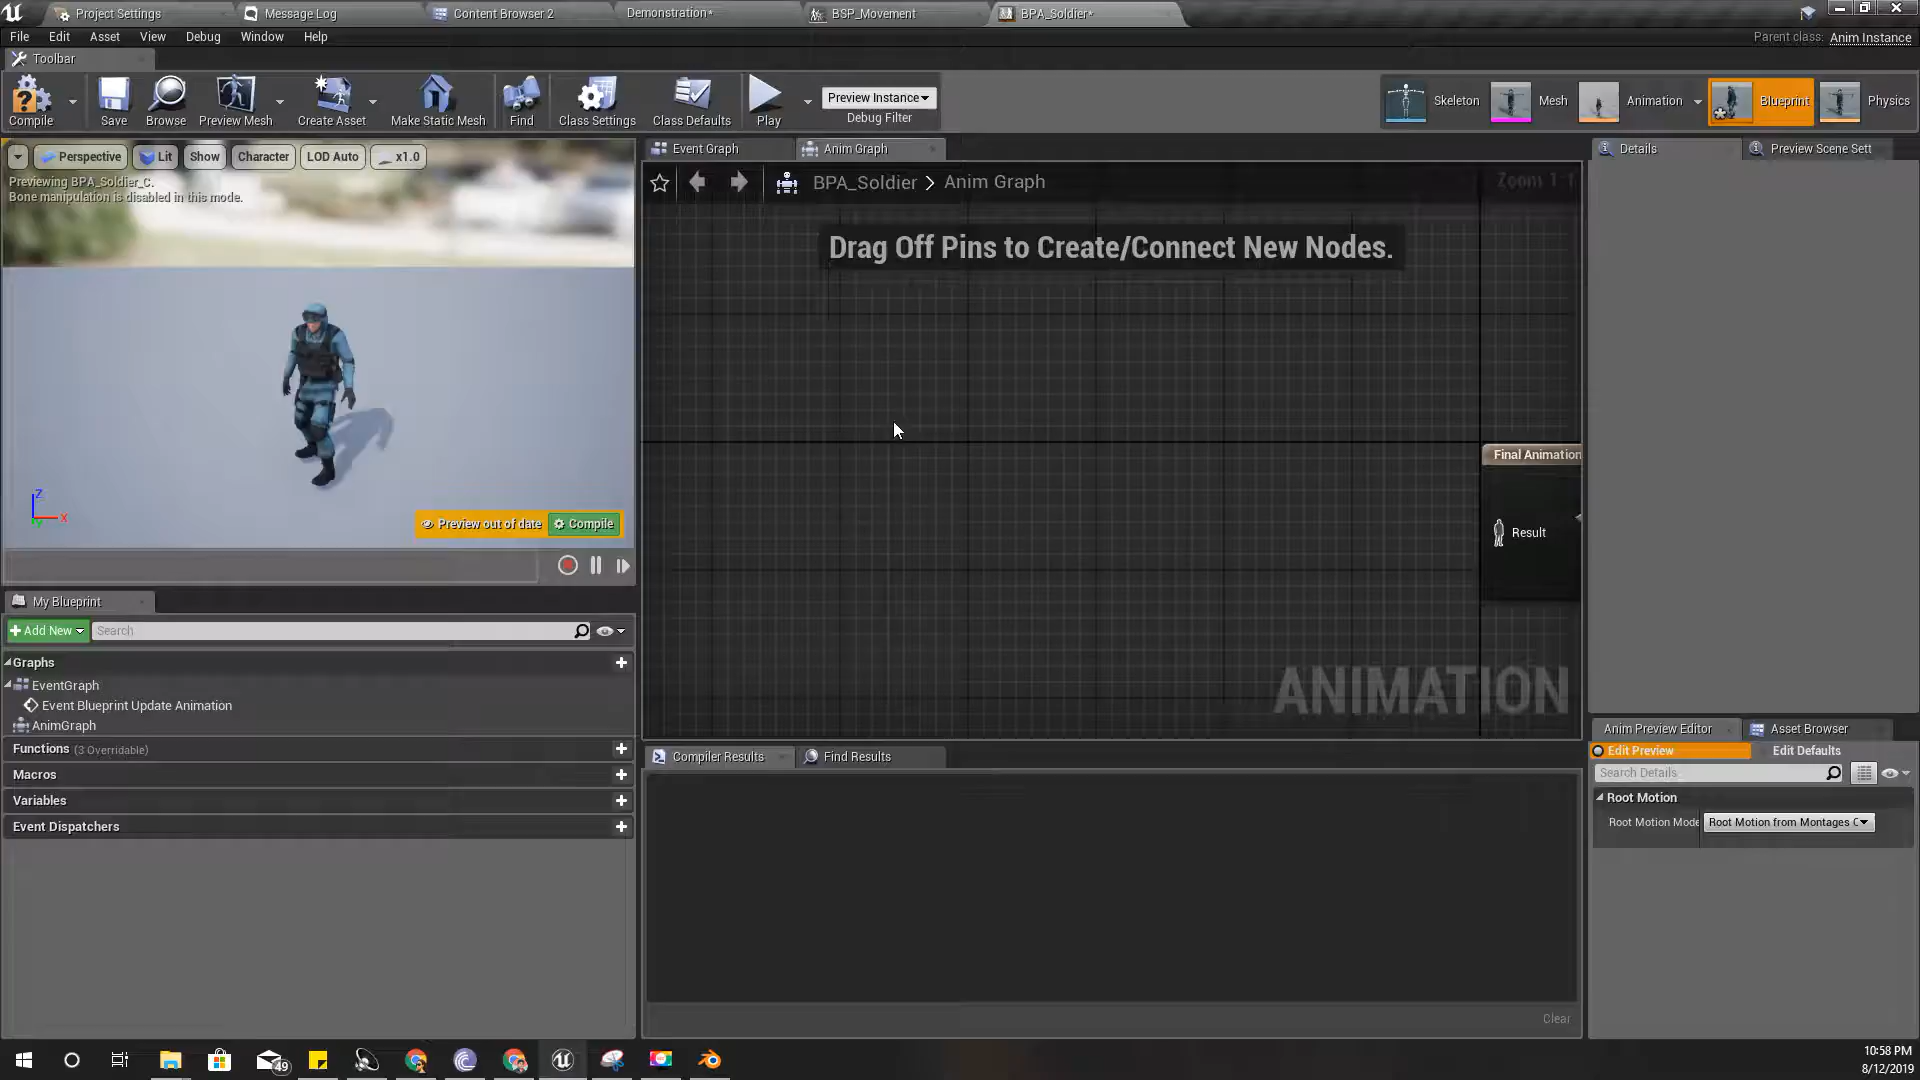 Project Settings
Message Log
Content Browser 2
Demonstration*
BSP_Movement
BPA_Soldier*
File Edit Asset View Debug Window Help
Parent class: Anim Instance
Toolbar
Compile
Save
Browse
Preview Mesh
Create Asset
Make Static Mesh
Find
Class Settings
Class Defaults
Play
Preview Instance
Debug Filter
Skeleton
Mesh
Animation
Blueprint
Physics
Perspective
Lit
Show
Character
LOD Auto
x1.0
Previewing BPA_Soldier_C.
Bone manipulation is disabled in this mode.
Z
X
Preview out of date
Compile
Event Graph
Anim Graph
BPA_Soldier > Anim Graph
Zoom 1:1
Drag Off Pins to Create/Connect New Nodes.
Final Animation
Result
ANIMATION
Details
Preview Scene Sett
My Blueprint
+ Add New
Search
Graphs
EventGraph
Event Blueprint Update Animation
AnimGraph
Functions (3 Overridable)
Macros
Variables
Event Dispatchers
Compiler Results
Find Results
Clear
Anim Preview Editor
Asset Browser
Edit Preview
Edit Defaults
Search Details
Root Motion
Root Motion Mode
Root Motion from Montages O
49
10:58 PM
8/12/2019